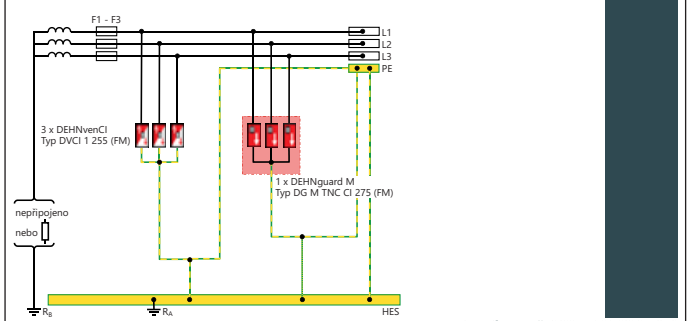 F1 - F3
L1
L2
L3
PE
3 x DEHNvenCI
Typ DVCI 1 255 (FM)
1 x DEHNguard M
Typ DG M TNC CI 275 (FM)
nepřipojeno
nebo
RB
RA
HES